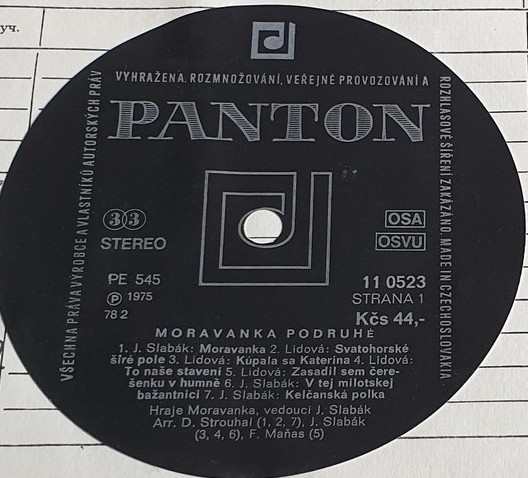 уч.
VYHRAŽENA. ROZMNOŽOVÁNÍ, VEŘEJNÉ PROVOZOVÁNÍ A
PANTON
VŠECHNA PRÁVA VÝROBCE A VLASTNÍKŮ AUTORSKÝCH PRÁV
ROZHLASOVÉ ŠÍŘENÍ ZAKÁZÁNO. MADE IN CZECHOSLOVAKIA.
33
STEREO
OSA
OSVU
PE 545
Ⓟ 1975
78 2
11 0523
STRANA 1
Kčs 44,-
MORAVANKA PODRUHÉ
1. J. Slabák: Moravanka 2. Lidová: Svatohorské
širé pole 3. Lidová: Kúpala sa Katerina 4. Lidová:
To naše stavení 5. Lidová: Zasadil sem čere-
šenku v humně 6. J. Slabák: V tej milotskej
bažantnici 7. J. Slabák: Kelčanská polka
Hraje Moravanka, vedoucí J. Slabák
Arr. D. Strouhal (1, 2, 7), J. Slabák
(3, 4, 6), F. Maňas (5)